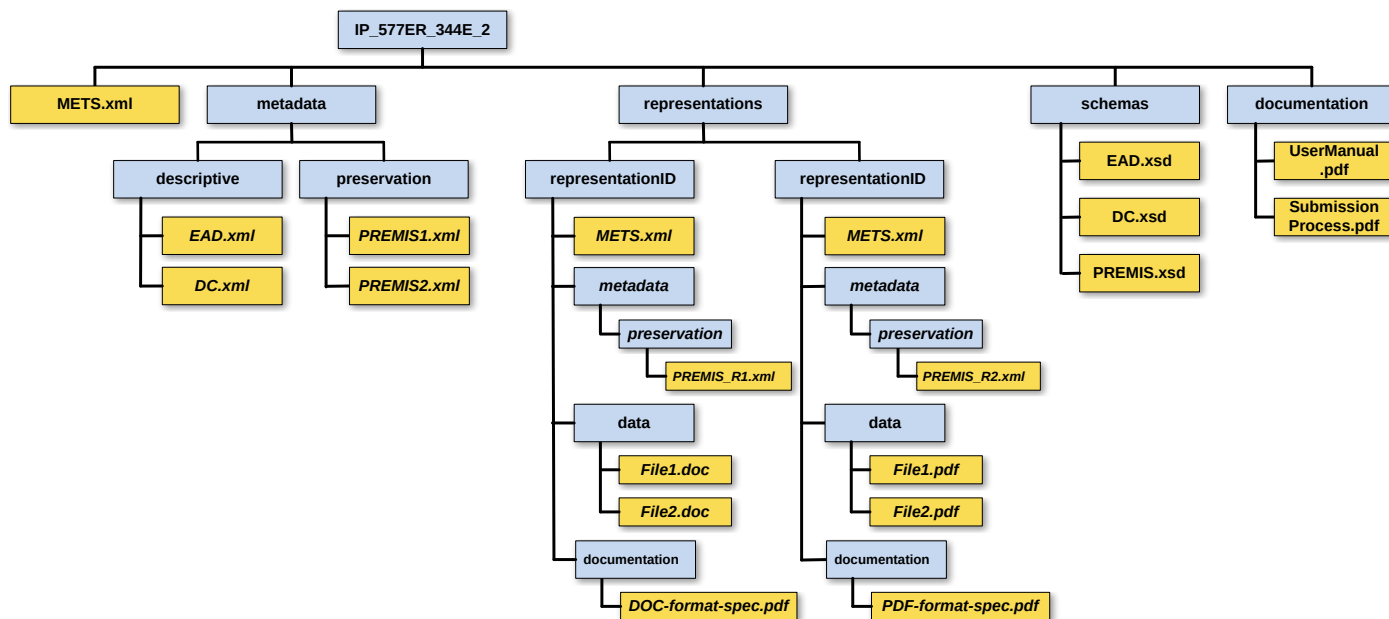 IP_577ER_344E_2
METS.xml
metadata
representations
schemas
documentation
descriptive
preservation
representationID
representationID
EAD.xsd
UserManual
.pdf
EAD.xml
PREMIS1.xml
METS.xml
METS.xml
DC.xsd
Submission
Process.pdf
DC.xml
PREMIS2.xml
metadata
metadata
PREMIS.xsd
preservation
preservation
PREMIS_R1.xml
PREMIS_R2.xml
data
data
File1.doc
File1.pdf
File2.doc
File2.pdf
documentation
documentation
DOC-format-spec.pdf
PDF-format-spec.pdf